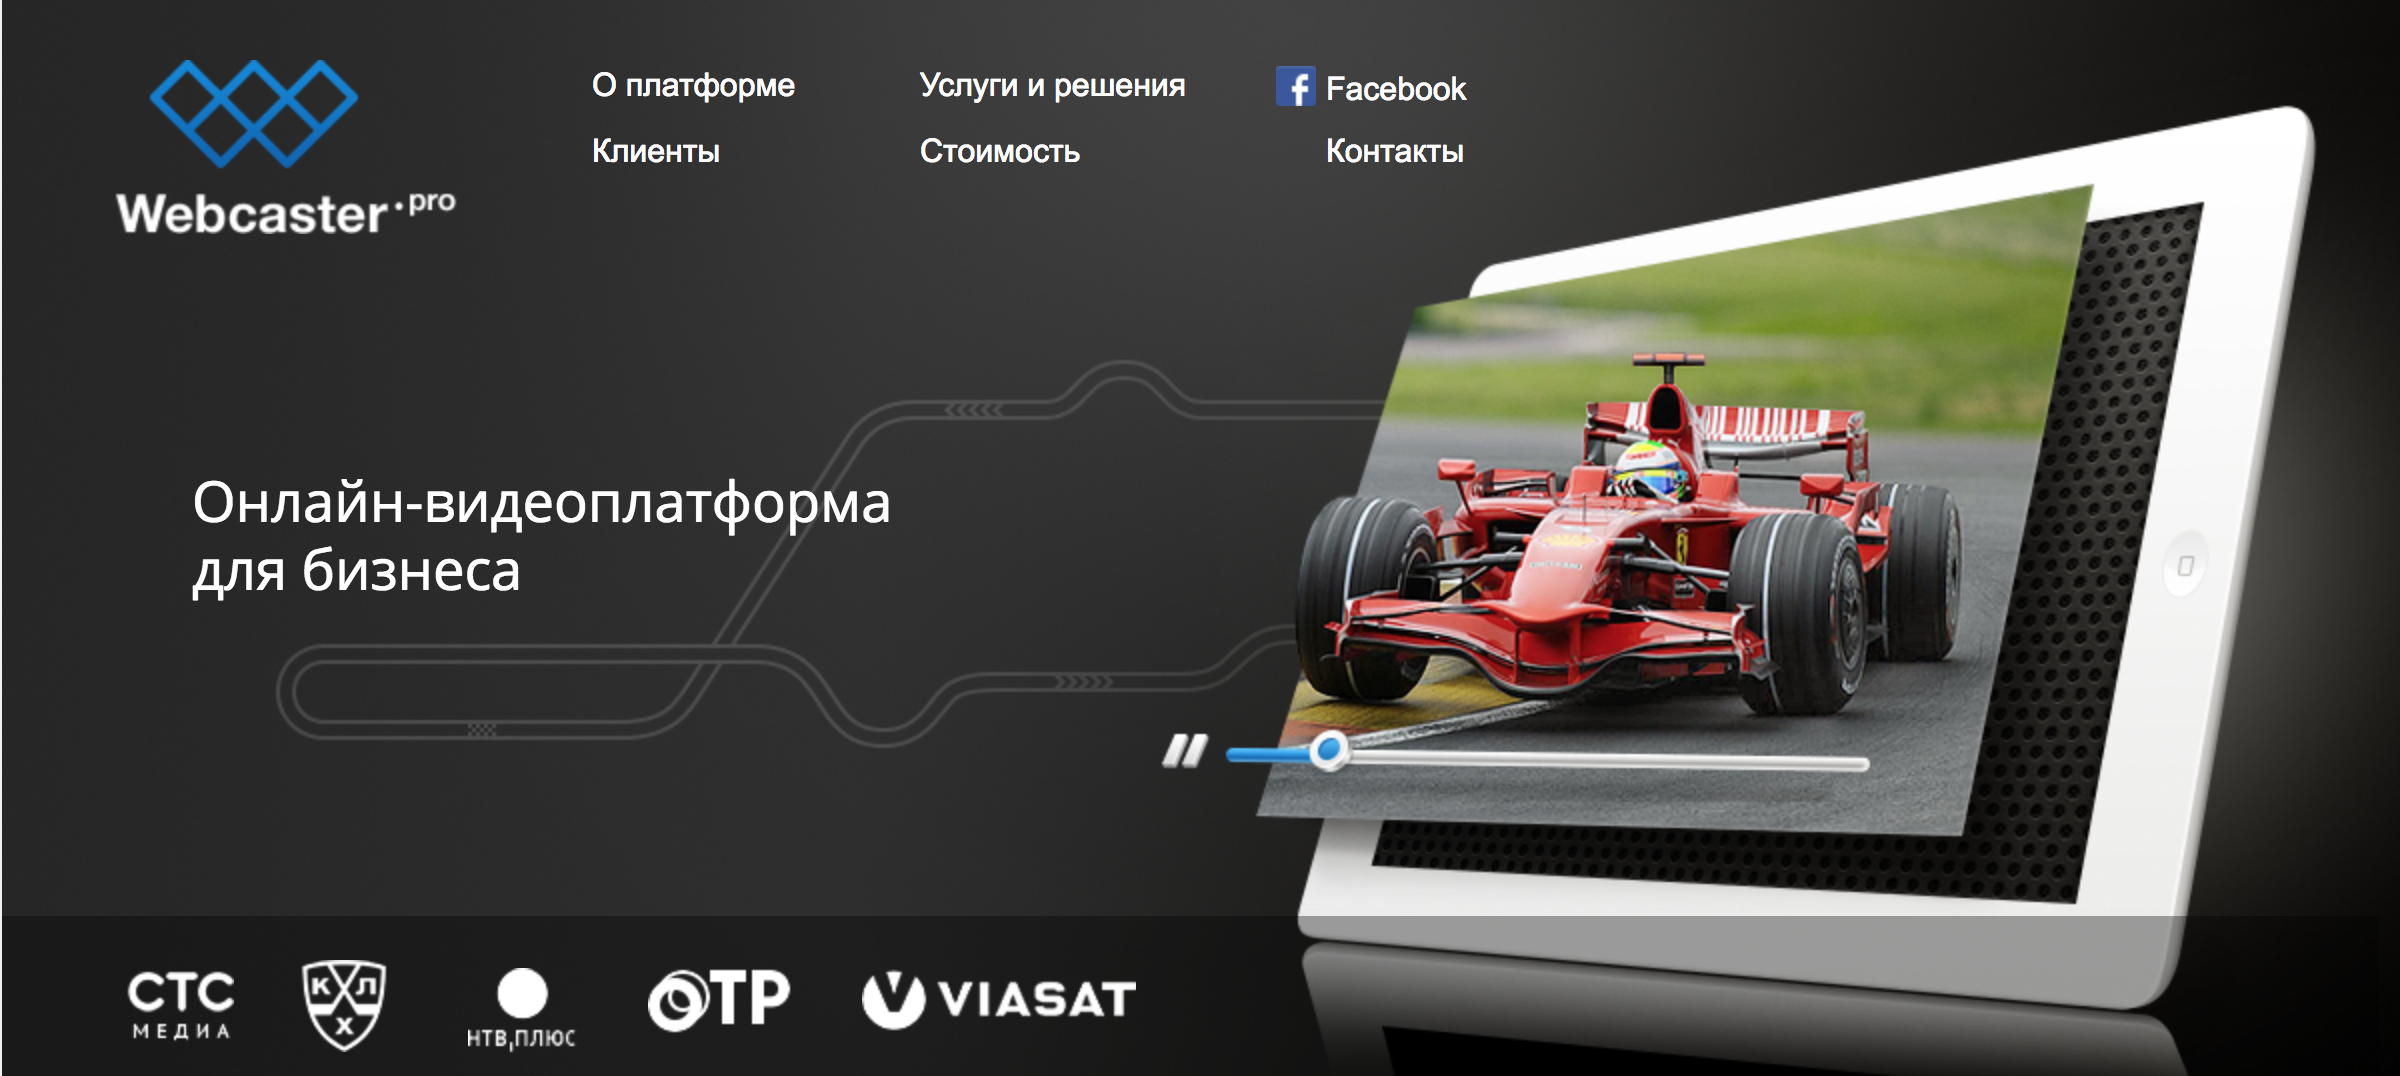 Webcaster.pro
О платформе
Услуги и решения
Facebook
Клиенты
Стоимость
Контакты
Онлайн-видеоплатформа
для бизнеса
СТС
МЕДИА
КХЛ
НТВ,ПЛЮС
ОТР
VIASAT